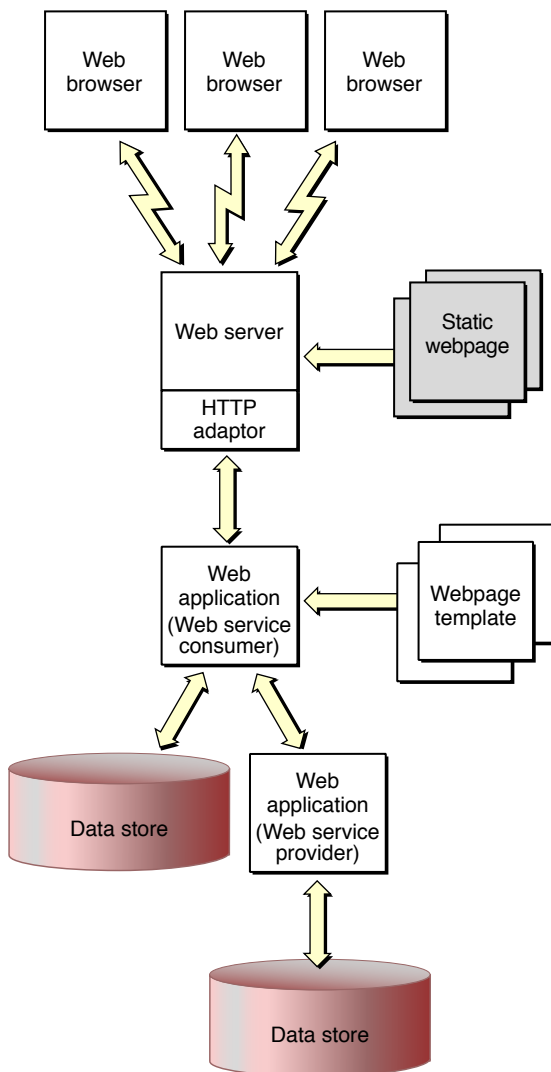 Web
browser
Web
browser
Web
browser
Web server
HTTP
adaptor
Static
webpage
Web
application
(Web service
consumer)
Webpage
template
Data store
Web
application
(Web service
provider)
Data store